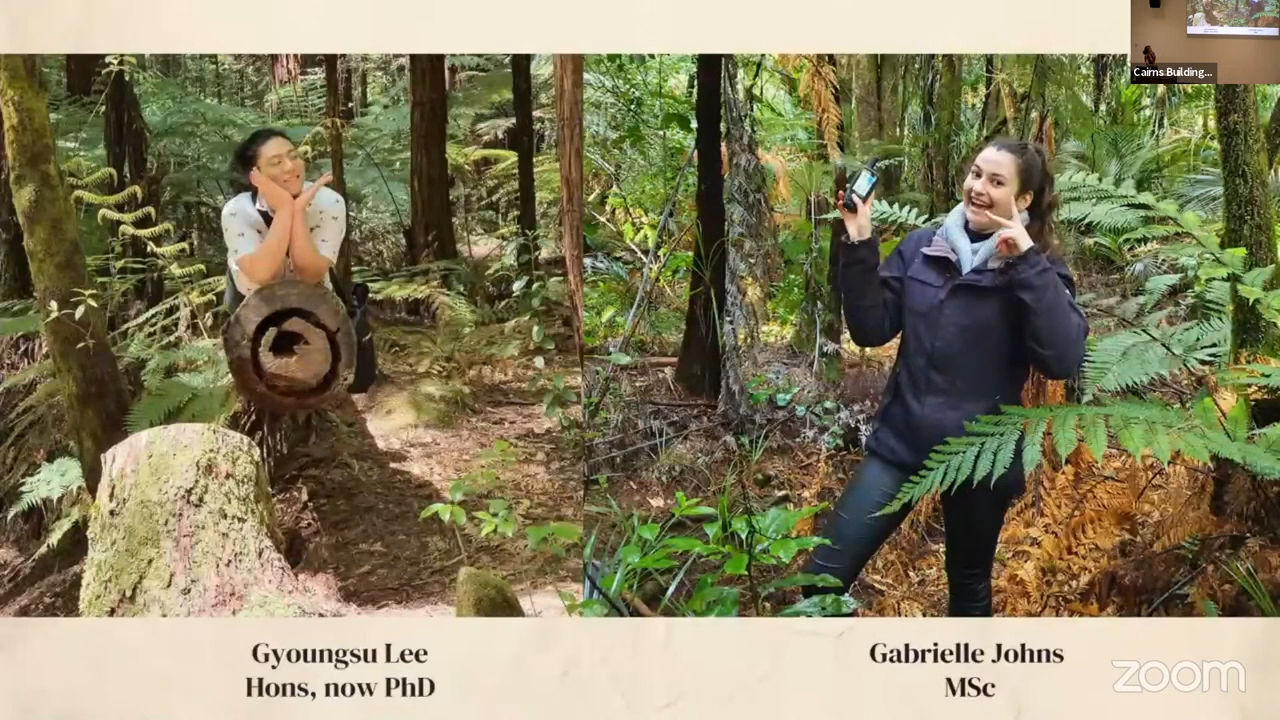 Cairns Building...
Gyoungsu Lee
Hons, now PhD
Gabrielle Johns
MSc
zoom